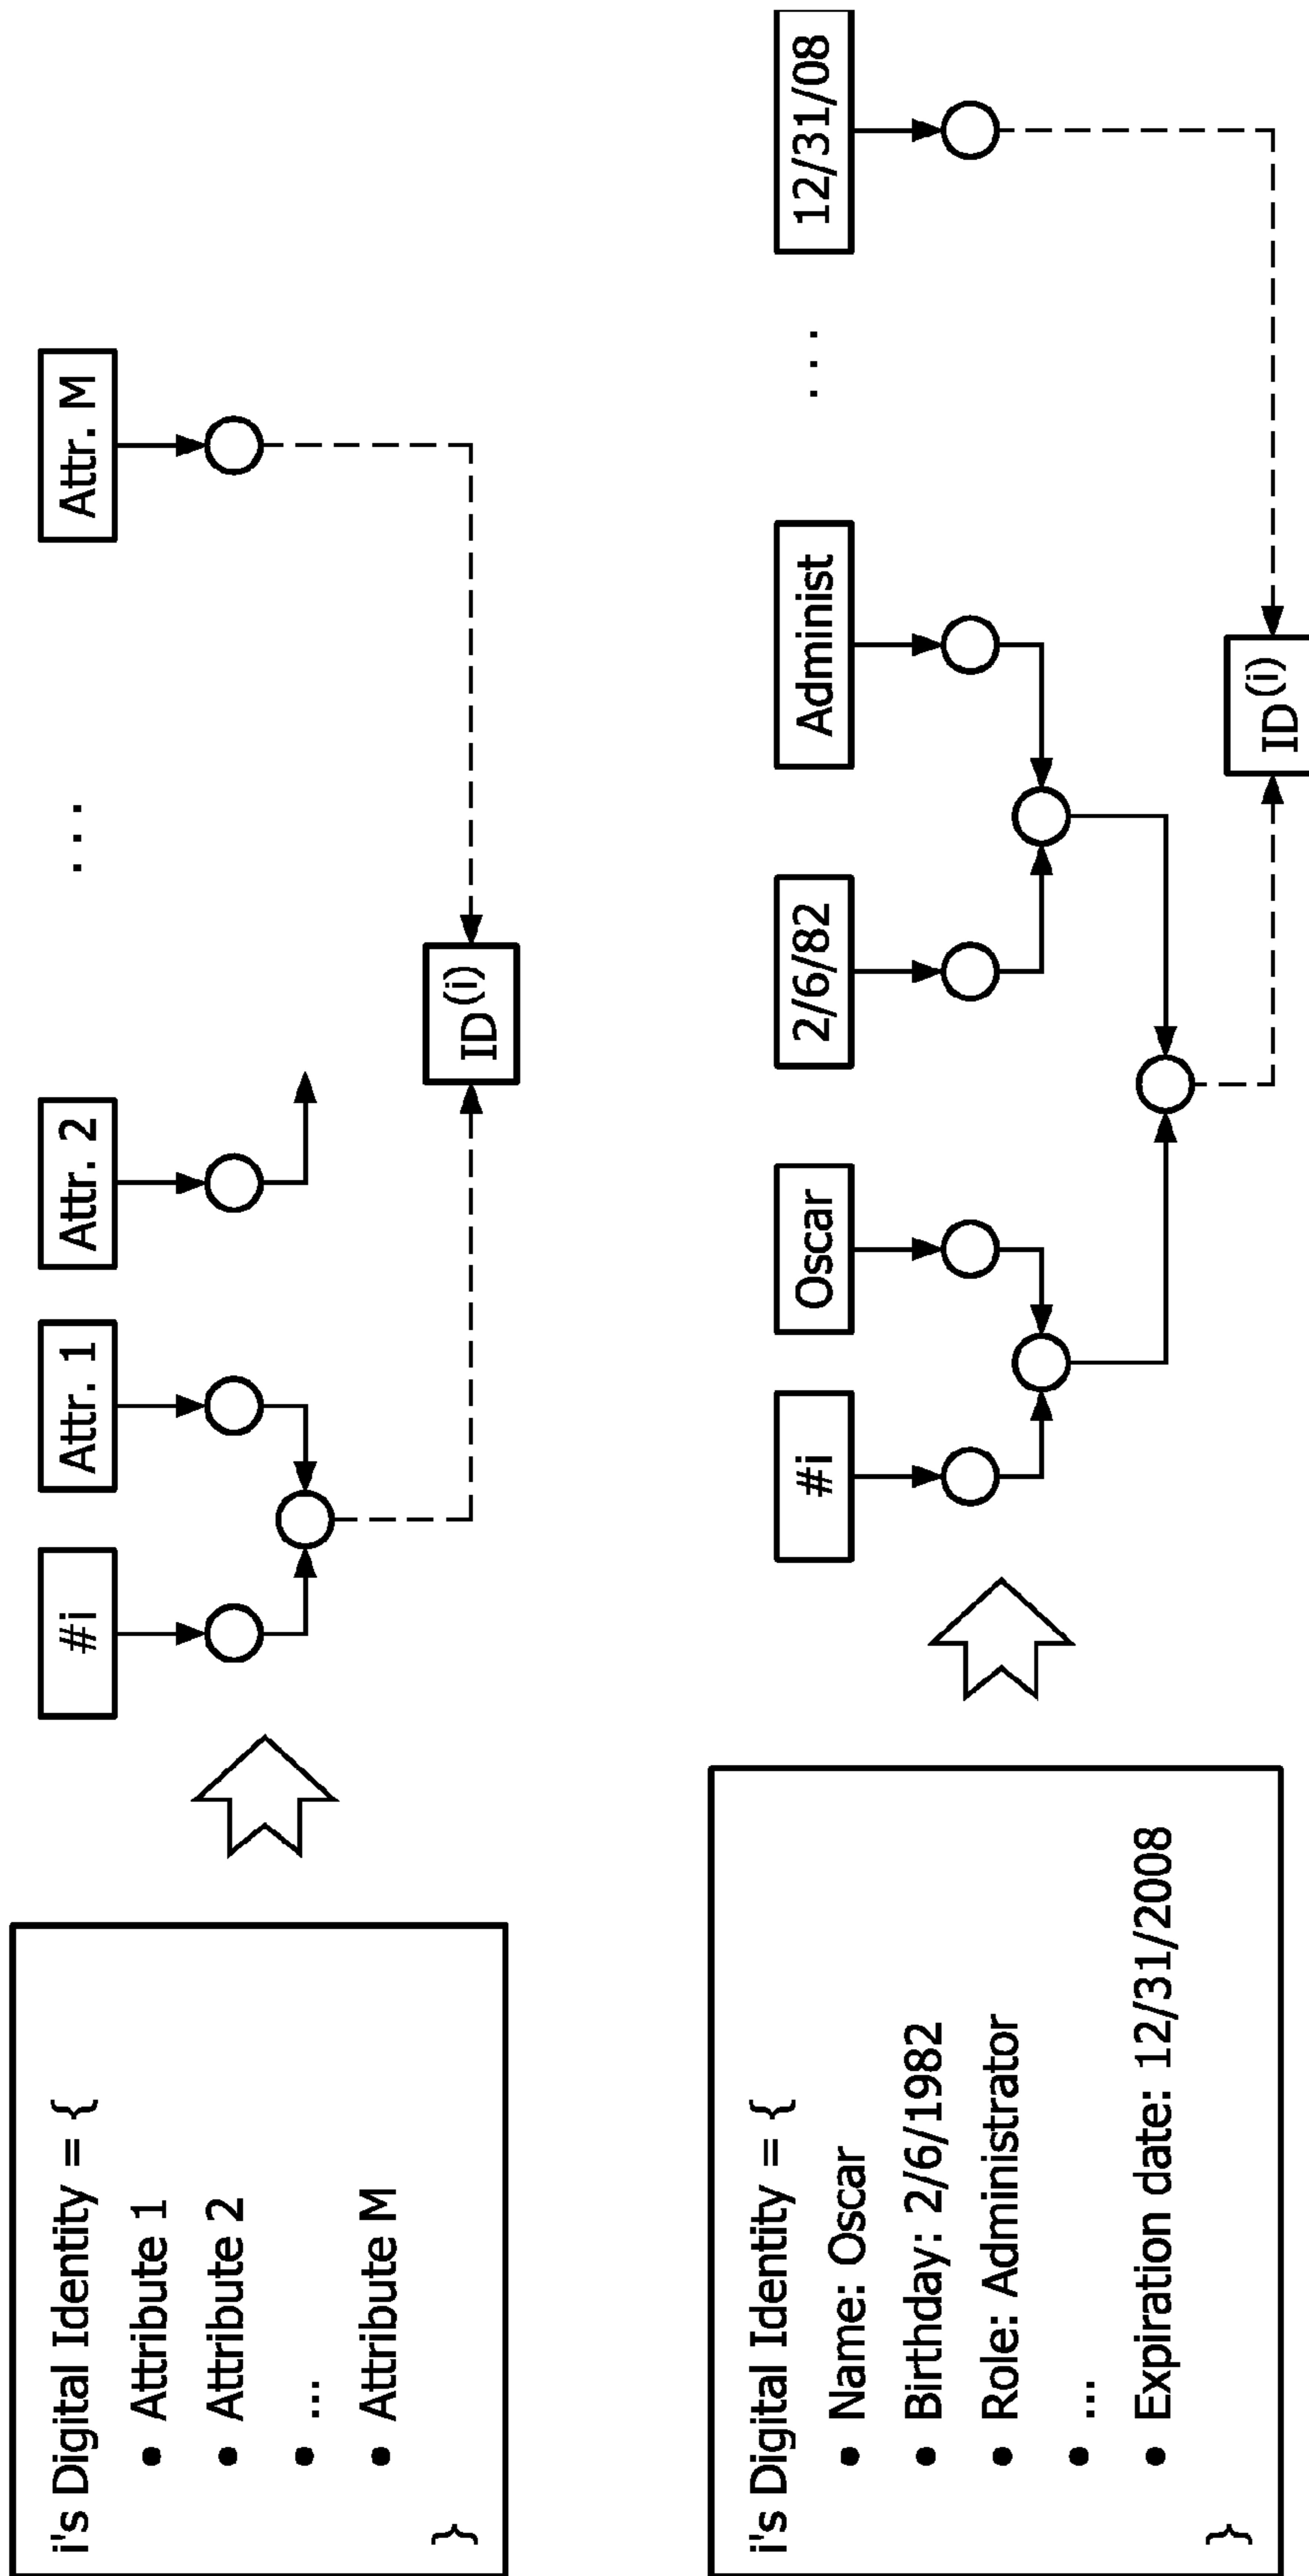 i's Digital Identity = {
• Attribute 1
• Attribute 2
• ...
• Attribute M
}
#i
Attr. 1
Attr. 2
. . .
Attr. M
ID(i)
i's Digital Identity = {
• Name: Oscar
• Birthday: 2/6/1982
• Role: Administrator
• ...
• Expiration date: 12/31/2008
}
#i
Oscar
2/6/82
Administ
. . .
12/31/08
ID(i)